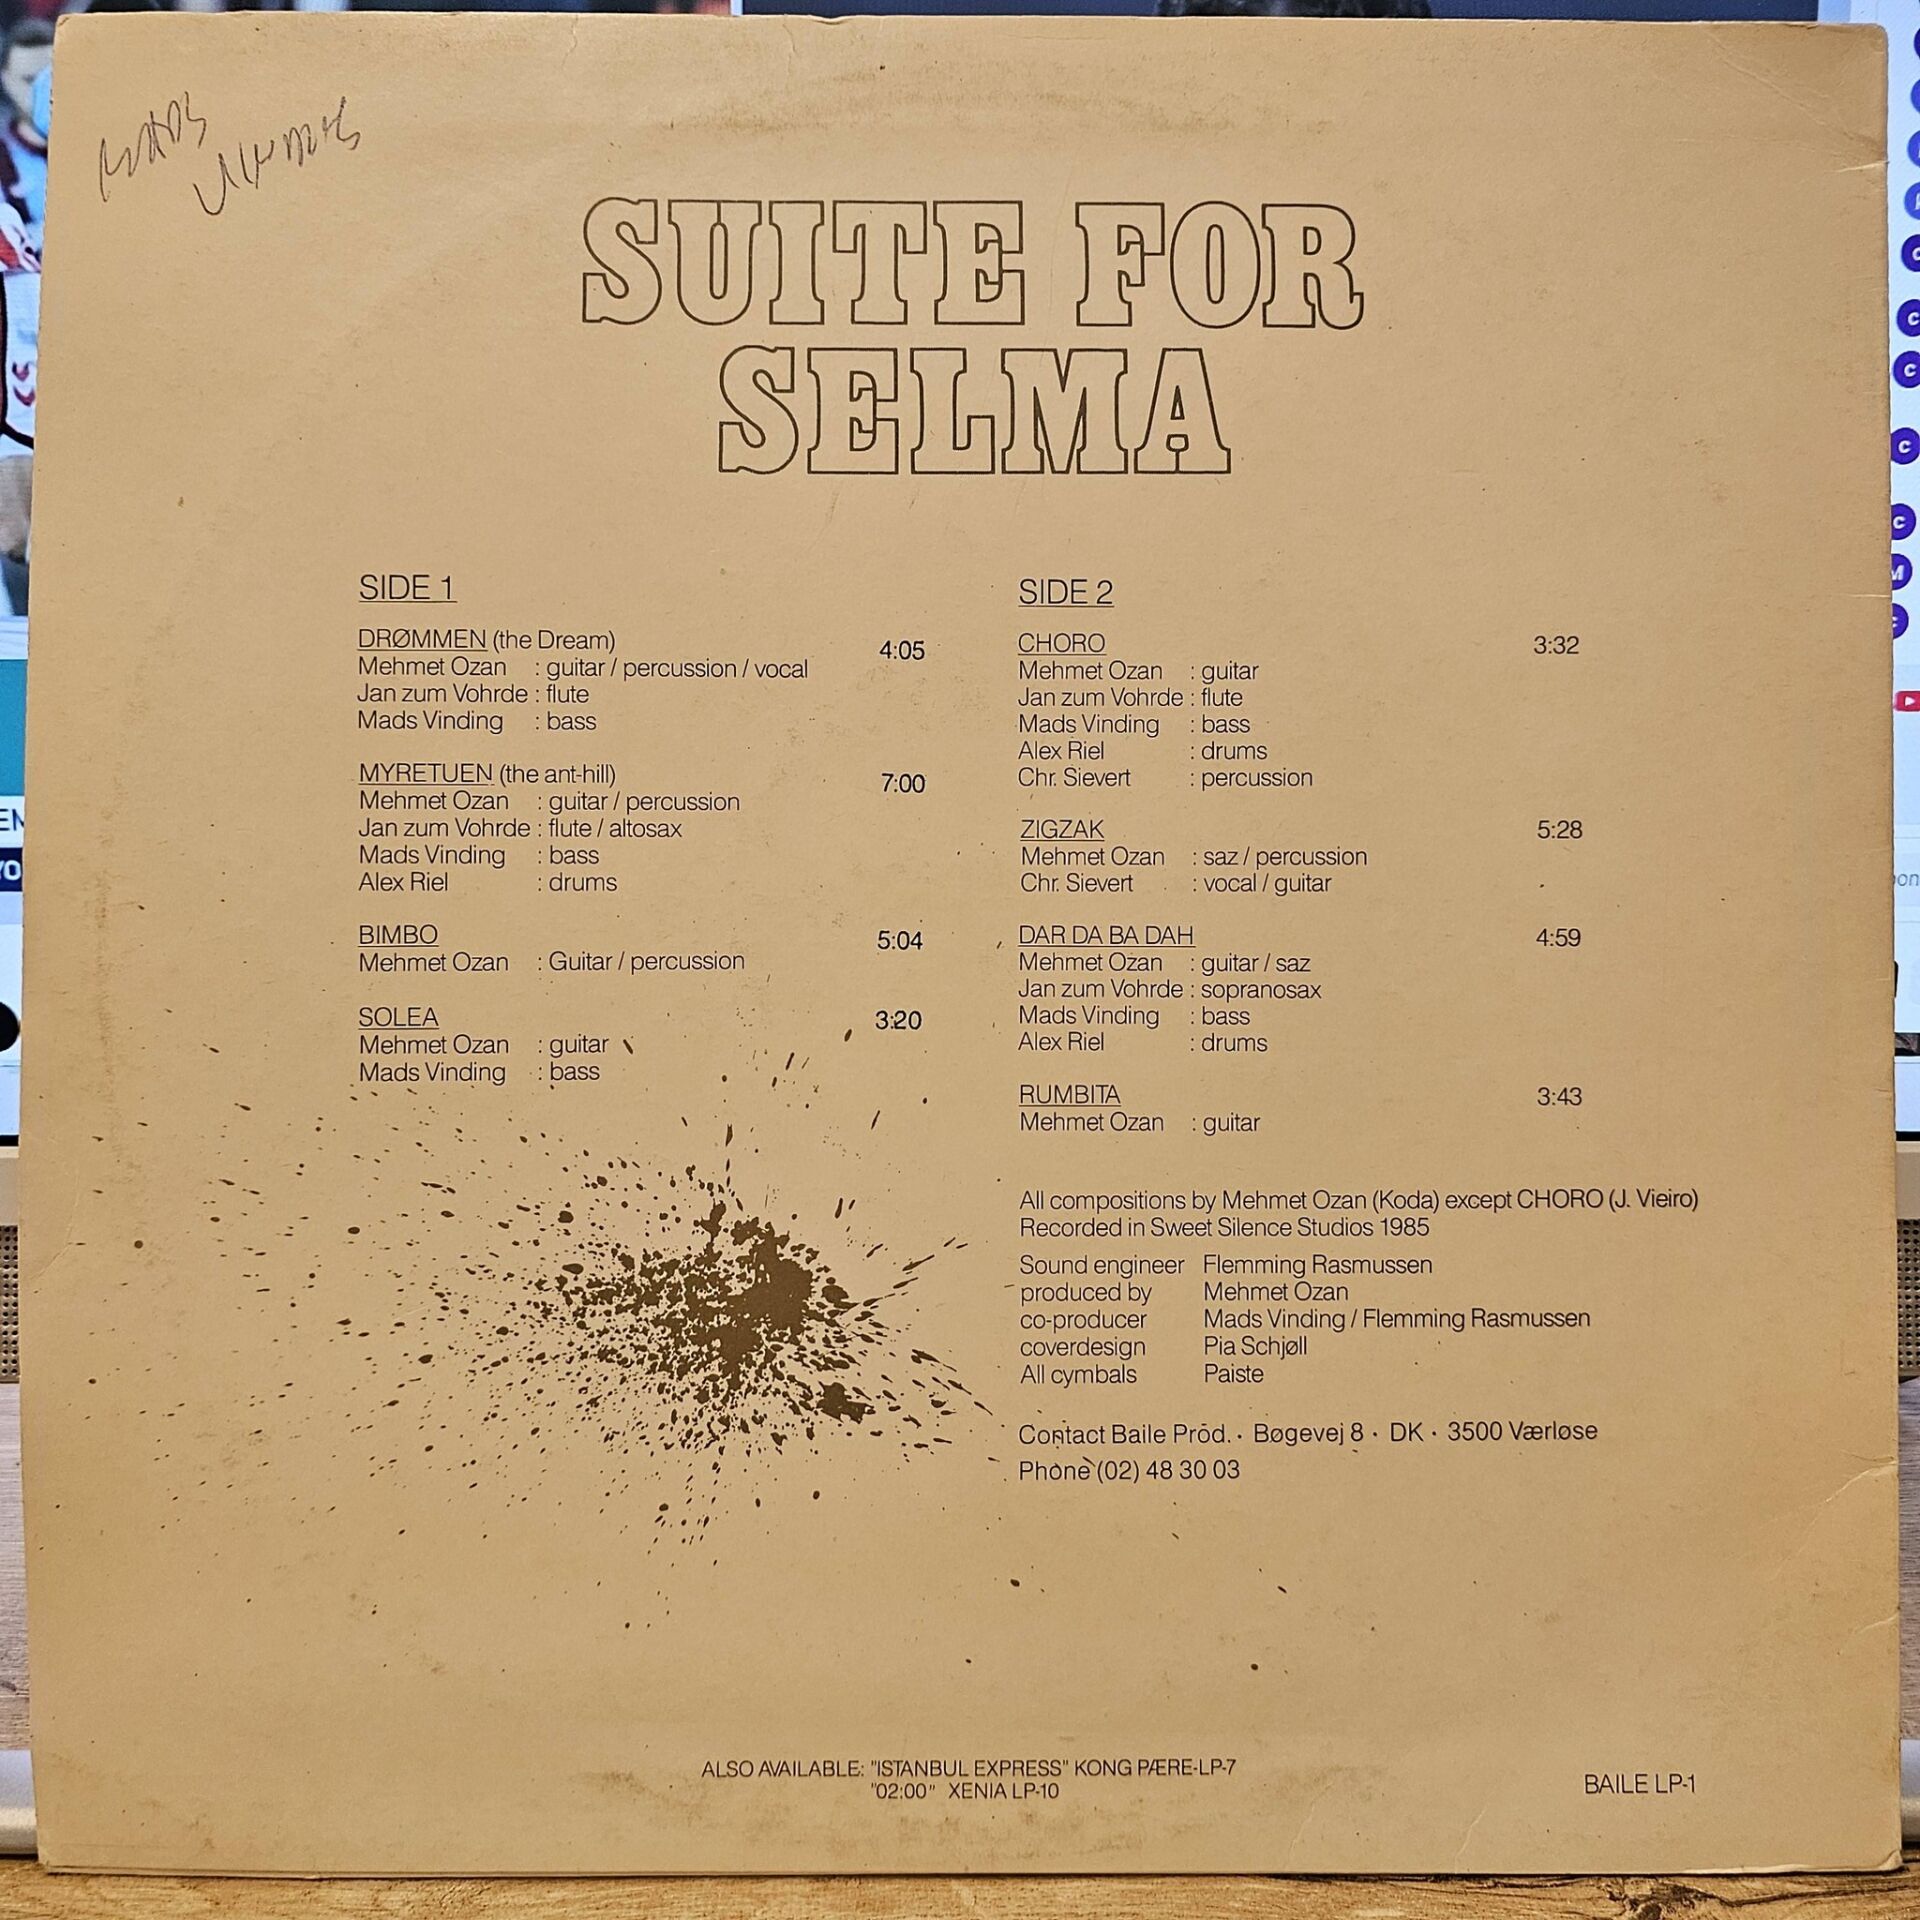 MADS
VINDING
SUITE FOR
SELMA
SIDE 1
DRØMMEN (the Dream) 4:05
Mehmet Ozan : guitar / percussion / vocal
Jan zum Vohrde : flute
Mads Vinding : bass
MYRETUEN (the ant-hill) 7:00
Mehmet Ozan : guitar / percussion
Jan zum Vohrde : flute / altosax
Mads Vinding : bass
Alex Riel : drums
BIMBO 5:04
Mehmet Ozan : Guitar / percussion
SOLEA 3:20
Mehmet Ozan : guitar
Mads Vinding : bass
SIDE 2
CHORO 3:32
Mehmet Ozan : guitar
Jan zum Vohrde : flute
Mads Vinding : bass
Alex Riel : drums
Chr. Sievert : percussion
ZIGZAK 5:28
Mehmet Ozan : saz / percussion
Chr. Sievert : vocal / guitar
DAR DA BA DAH 4:59
Mehmet Ozan : guitar / saz
Jan zum Vohrde : sopranosax
Mads Vinding : bass
Alex Riel : drums
RUMBITA 3:43
Mehmet Ozan : guitar
All compositions by Mehmet Ozan (Koda) except CHORO (J. Vieiro)
Recorded in Sweet Silence Studios 1985
Sound engineer Flemming Rasmussen
produced by Mehmet Ozan
co-producer Mads Vinding / Flemming Rasmussen
coverdesign Pia Schjøll
All cymbals Paiste
Contact Baile Prod. · Bøgevej 8 · DK · 3500 Værløse
Phone (02) 48 30 03
ALSO AVAILABLE: "ISTANBUL EXPRESS" KONG PÆRE-LP-7
"02:00" XENIA LP-10
BAILE LP-1